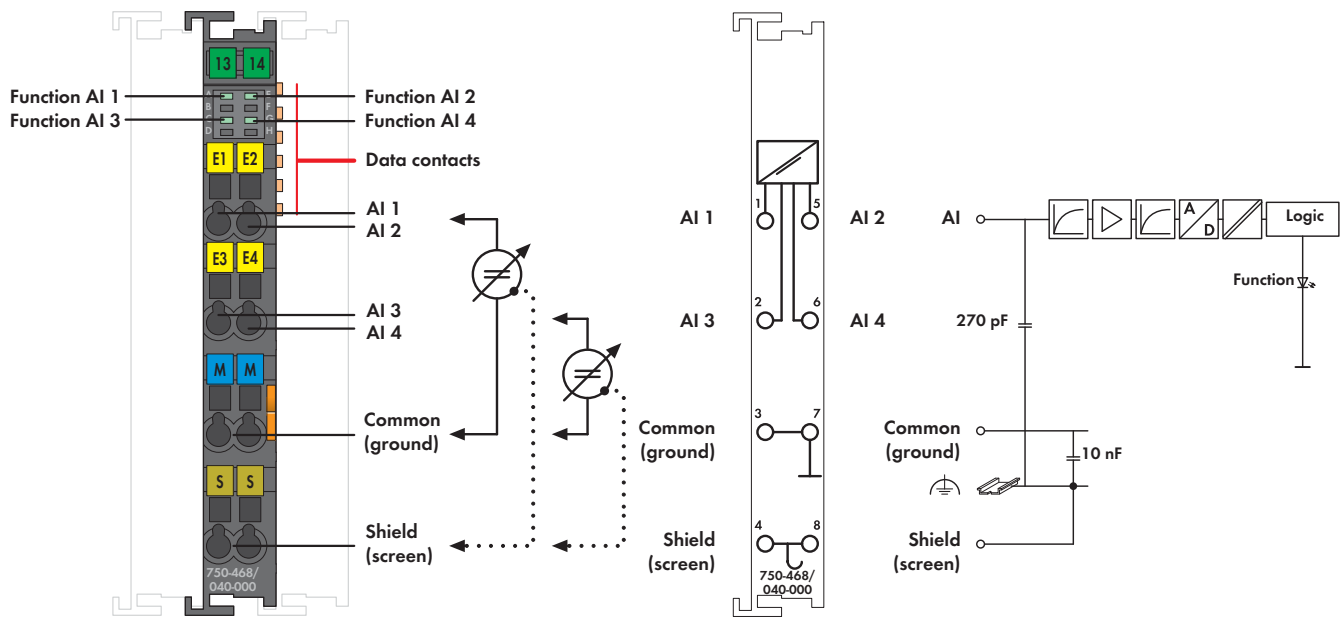 13 14
Function AI 1
A E
Function AI 2
B F
Function AI 3
C G
Function AI 4
D H
E1 E2
Data contacts
AI 1
AI 2
E3 E4
AI 3
AI 4
M M
Common
(ground)
S S
Shield
(screen)
750-468/
040-000
1 5
AI 1
AI 2
2 6
AI 3
AI 4
3 7
Common
(ground)
4 8
Shield
(screen)
750-468/
040-000
AI
A
D
Logic
Function
270 pF
Common
(ground)
10 nF
Shield
(screen)